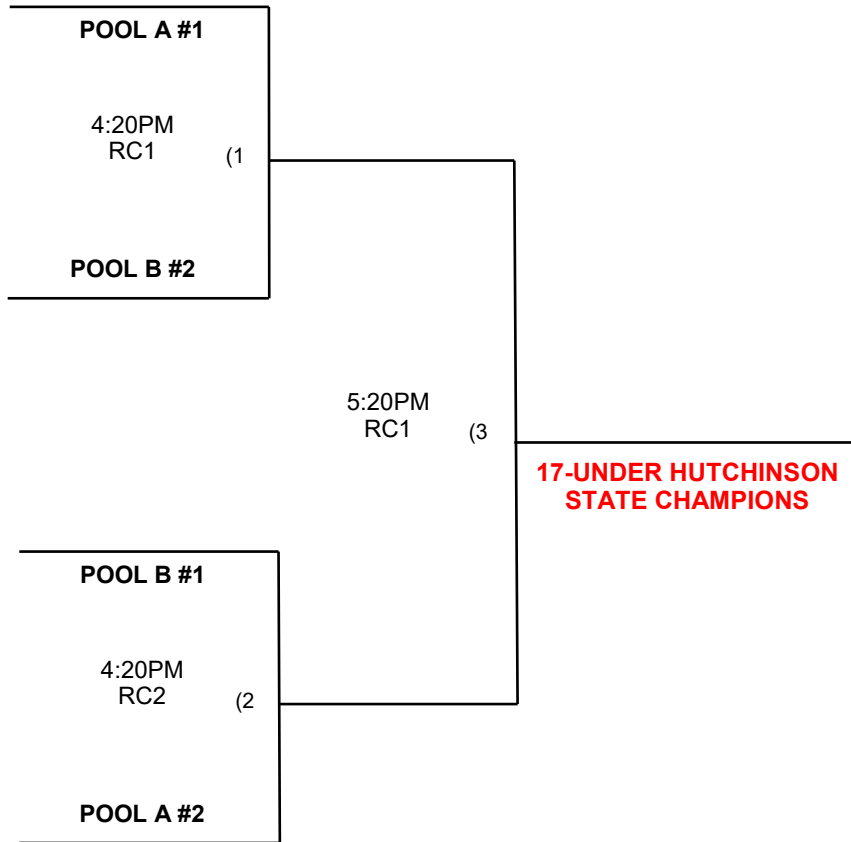 POOL A #1
4:20PM
RC1
(1
POOL B #2
5:20PM
RC1
(3
17-UNDER HUTCHINSON
STATE CHAMPIONS
POOL B #1
4:20PM
RC2
(2
POOL A #2